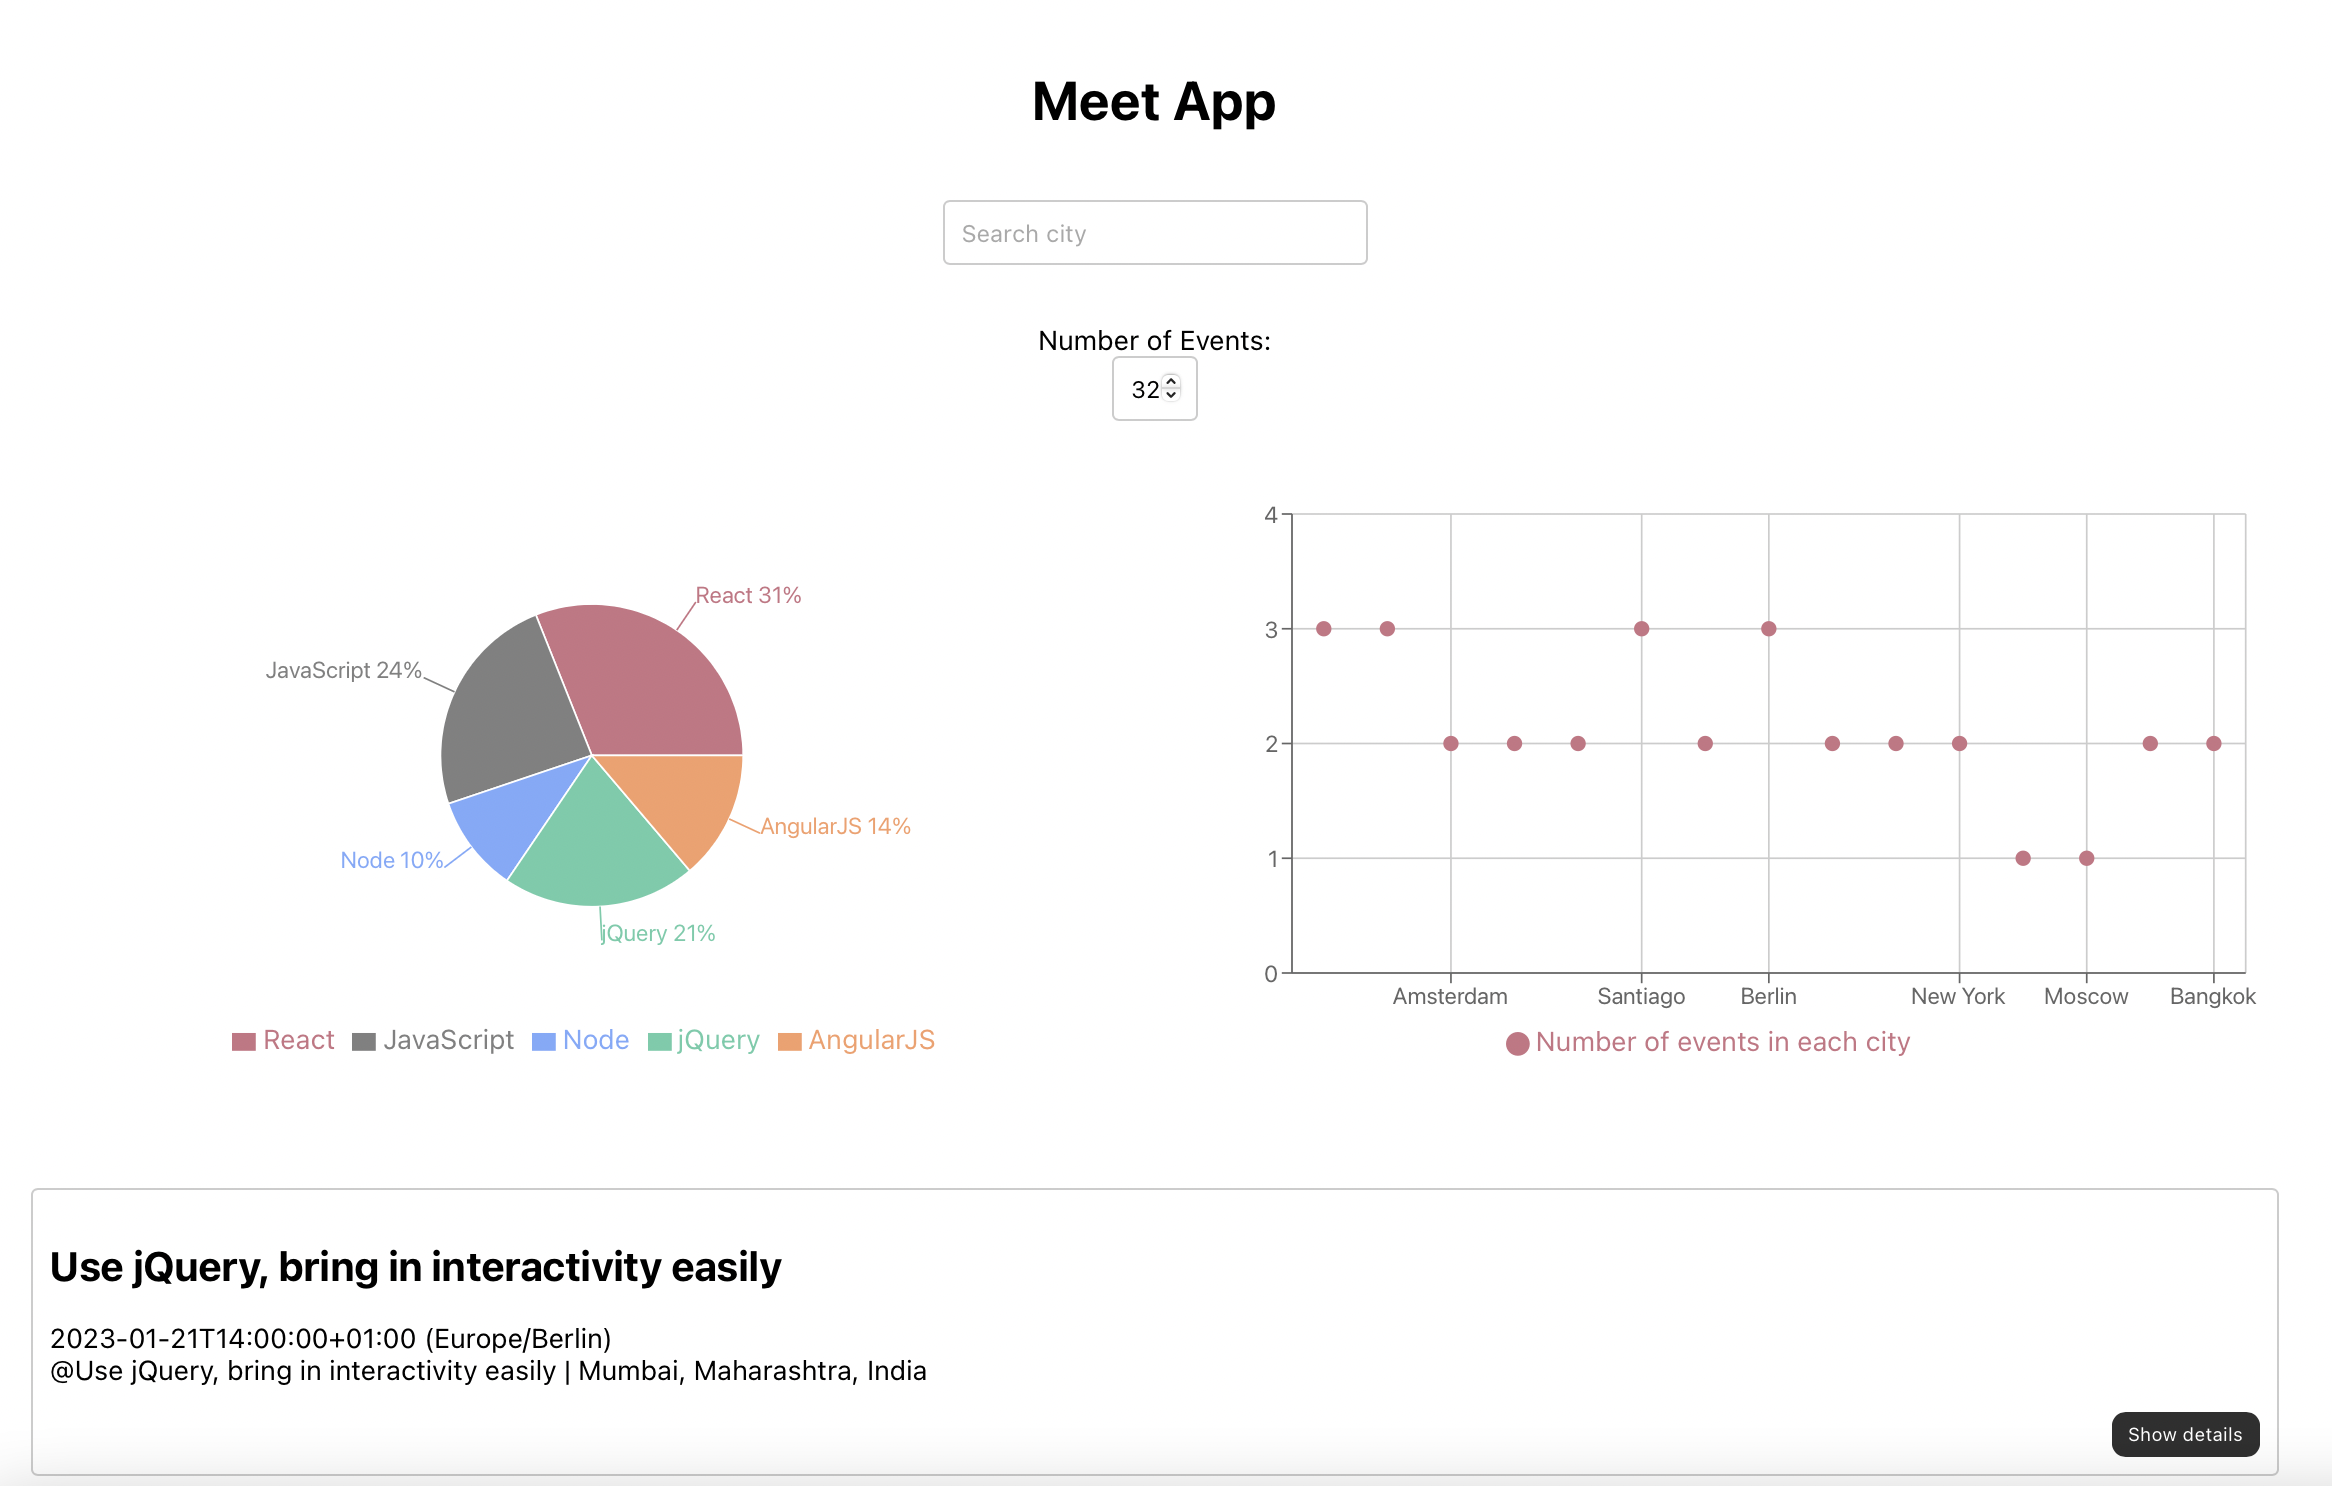 Meet App
Search city
Number of Events:
32
React 31%
JavaScript 24%
AngularJS 14%
Node 10%
jQuery 21%
React JavaScript Node jQuery AngularJS
4
3
2
1
0
Amsterdam Santiago Berlin New York Moscow Bangkok
Number of events in each city
Use jQuery, bring in interactivity easily
2023-01-21T14:00:00+01:00 (Europe/Berlin)
@Use jQuery, bring in interactivity easily | Mumbai, Maharashtra, India
Show details